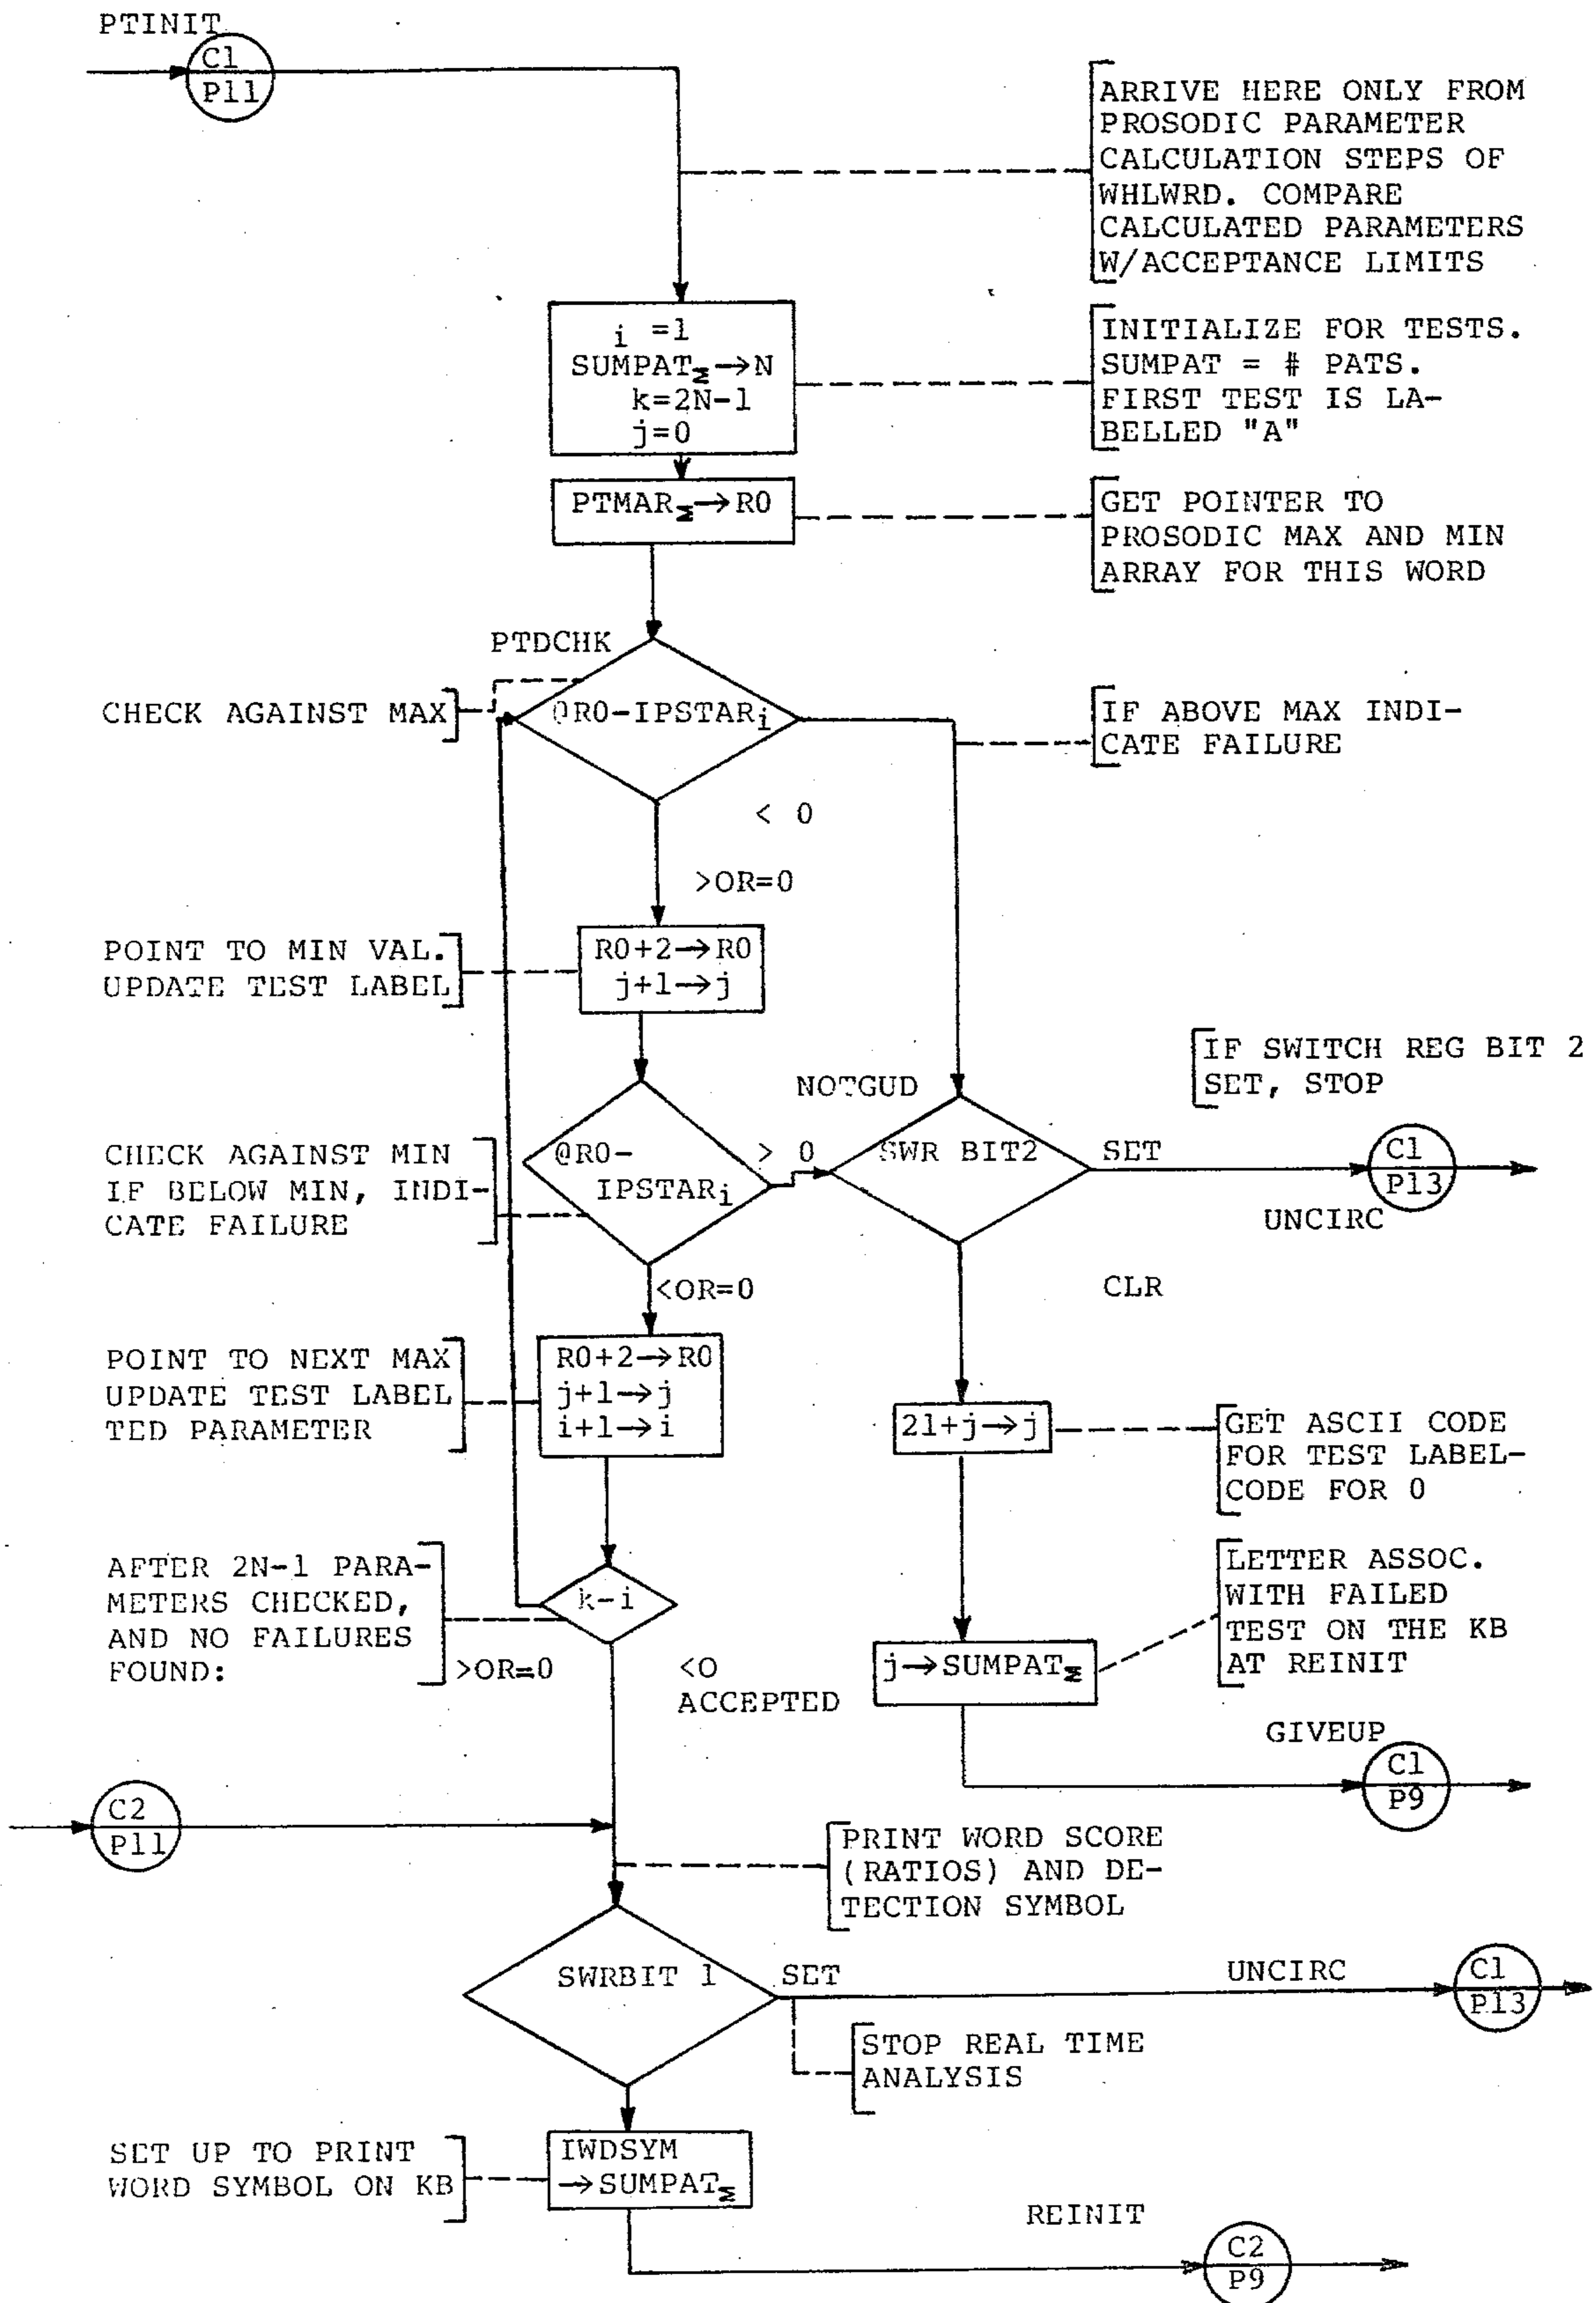 PTINIT
C1
P11
ARRIVE HERE ONLY FROM
PROSODIC PARAMETER
CALCULATION STEPS OF
WHLWRD. COMPARE
CALCULATED PARAMETERS
W/ACCEPTANCE LIMITS
i =1
SUMPATΣ→N
k=2N-1
j=0
INITIALIZE FOR TESTS.
SUMPAT = # PATS.
FIRST TEST IS LA-
BELLED "A"
PTMARΣ→R0
GET POINTER TO
PROSODIC MAX AND MIN
ARRAY FOR THIS WORD
PTDCHK
CHECK AGAINST MAX
@R0-IPSTARi
IF ABOVE MAX INDI-
CATE FAILURE
< 0
>OR=0
POINT TO MIN VAL.
UPDATE TEST LABEL
R0+2→R0
j+1→j
IF SWITCH REG BIT 2
SET, STOP
NOTGUD
CHECK AGAINST MIN
IF BELOW MIN, INDI-
CATE FAILURE
@R0-
IPSTARi
> 0
SWR BIT2
SET
C1
P13
UNCIRC
<OR=0
CLR
POINT TO NEXT MAX
UPDATE TEST LABEL
TED PARAMETER
R0+2→R0
j+1→j
i+1→i
21+j→j
GET ASCII CODE
FOR TEST LABEL-
CODE FOR 0
AFTER 2N-1 PARA-
METERS CHECKED,
AND NO FAILURES
FOUND:
k-i
>OR=0
<0
ACCEPTED
j→SUMPATΣ
LETTER ASSOC.
WITH FAILED
TEST ON THE KB
AT REINIT
GIVEUP
C1
P9
C2
P11
PRINT WORD SCORE
(RATIOS) AND DE-
TECTION SYMBOL
SWRBIT 1
SET
UNCIRC
C1
P13
STOP REAL TIME
ANALYSIS
SET UP TO PRINT
WORD SYMBOL ON KB
IWDSYM
→SUMPATΣ
REINIT
C2
P9